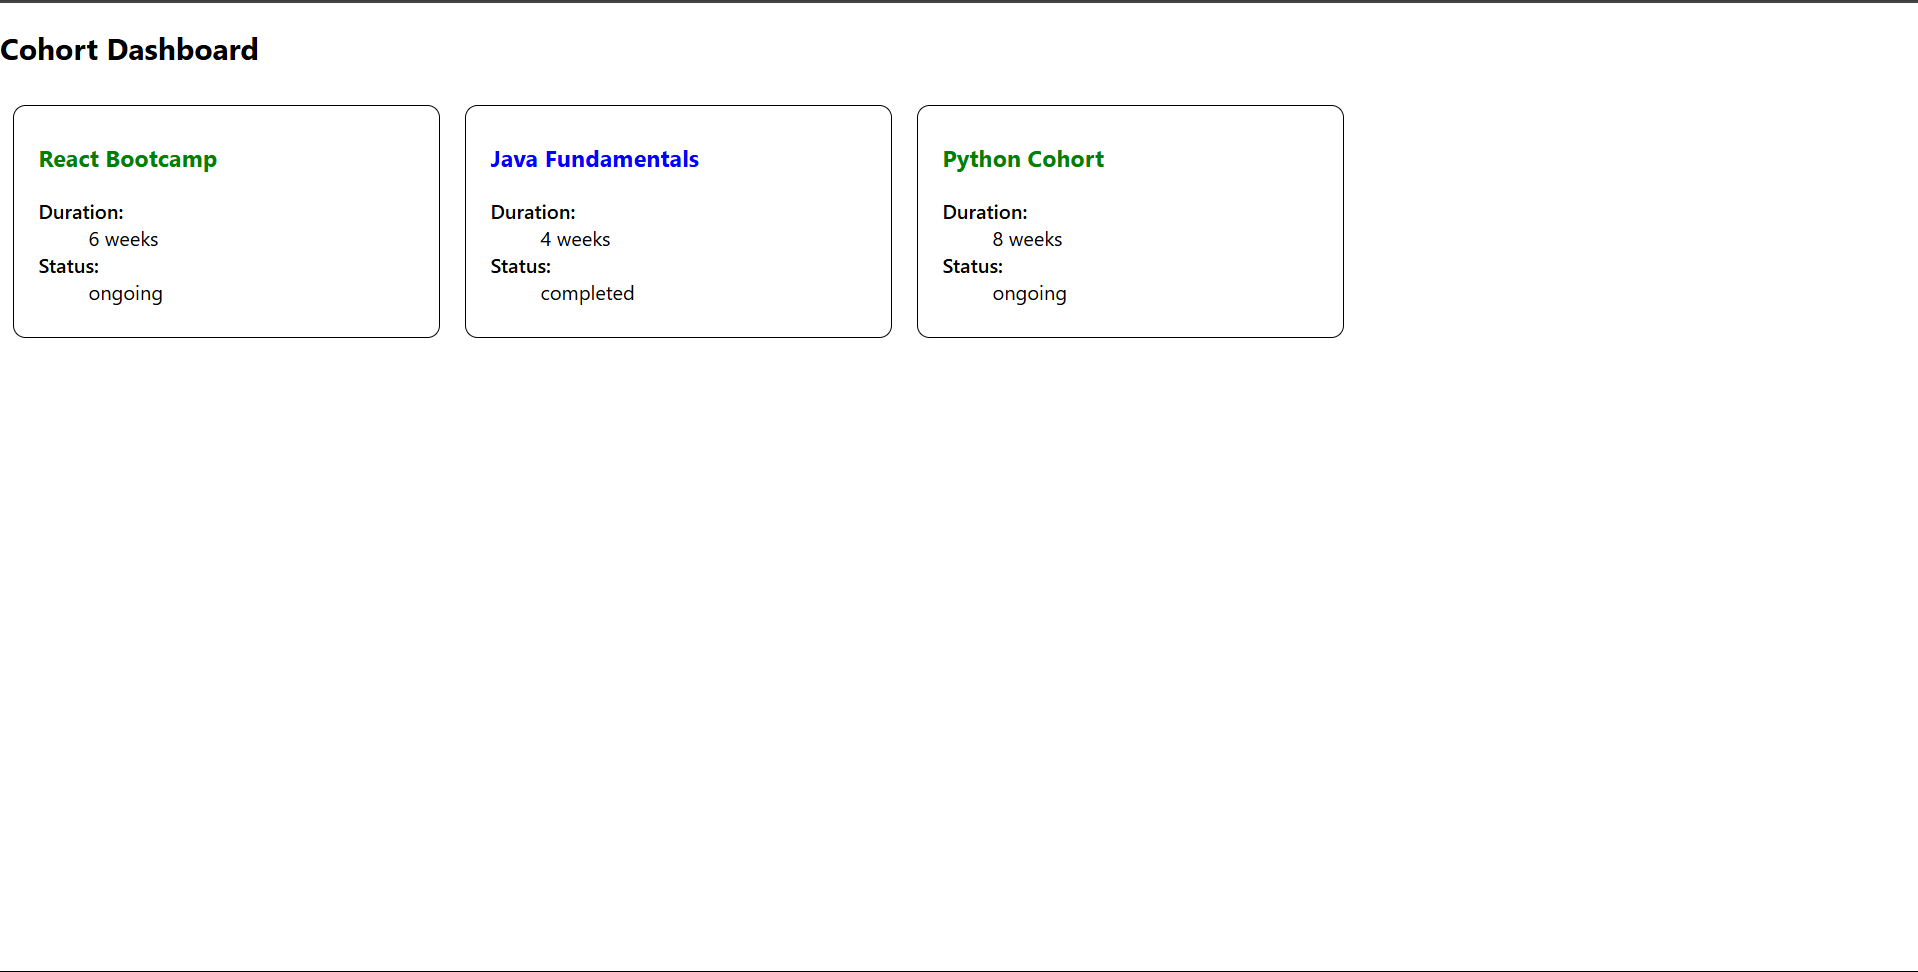 Cohort Dashboard
React Bootcamp
Duration:
6 weeks
Status:
ongoing
Java Fundamentals
Duration:
4 weeks
Status:
completed
Python Cohort
Duration:
8 weeks
Status:
ongoing